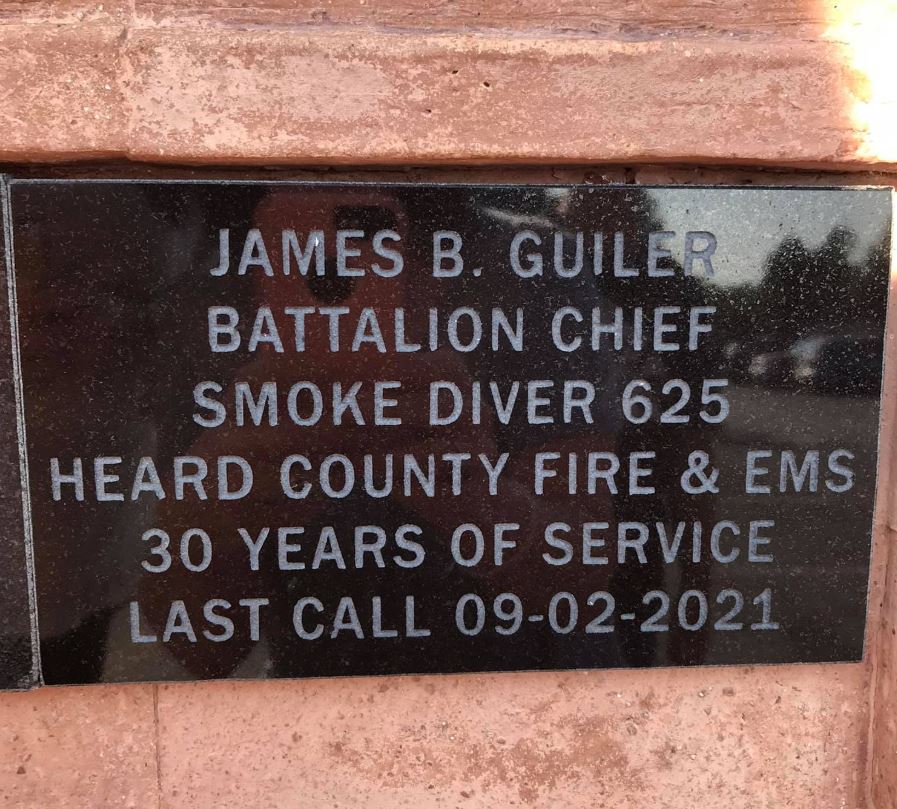 JAMES B. GUILER
BATTALION CHIEF
SMOKE DIVER 625
HEARD COUNTY FIRE & EMS
30 YEARS OF SERVICE
LAST CALL 09-02-2021